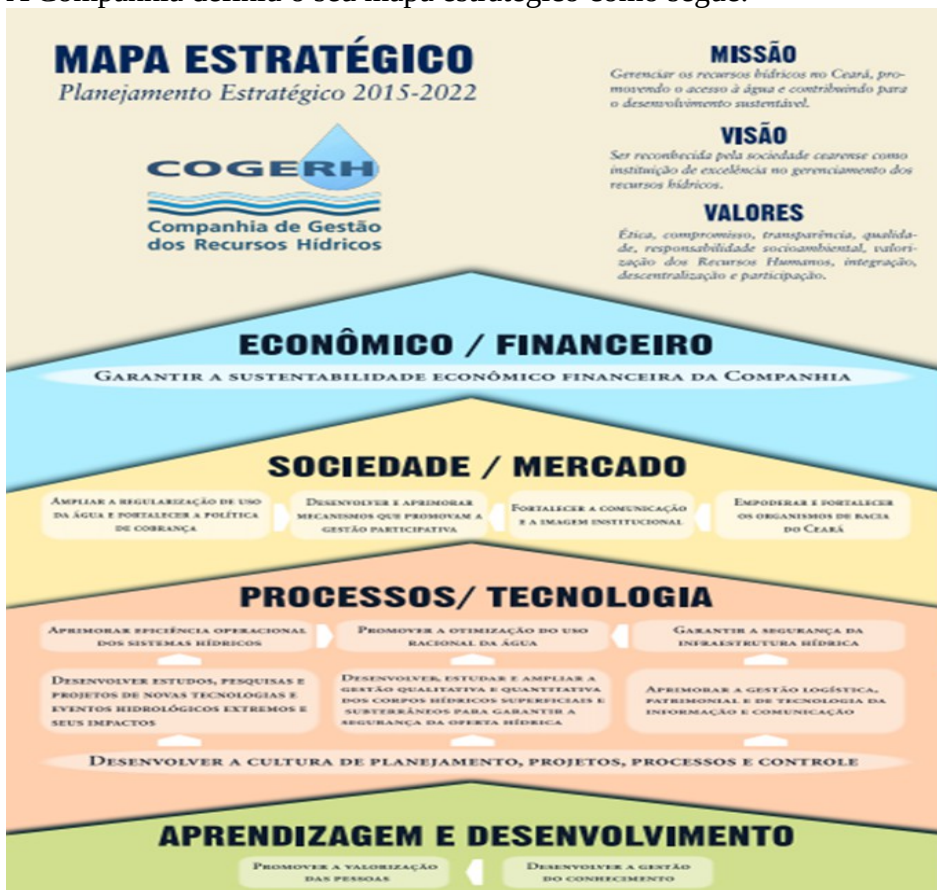 A Companhia definiu o seu mapa estratégico como segue:
MAPA ESTRATÉGICO
Planejamento Estratégico 2015-2022
COGERH
Companhia de Gestão
dos Recursos Hídricos
MISSÃO
Gerenciar os recursos hídricos no Ceará, pro-
movendo o acesso à água e contribuindo para
o desenvolvimento sustentável.
VISÃO
Ser reconhecida pela sociedade cearense como
instituição de excelência no gerenciamento dos
recursos hídricos.
VALORES
Ética, compromisso, transparência, qualida-
de, responsabilidade socioambiental, valori-
zação dos Recursos Humanos, integração,
descentralização e participação.
ECONÔMICO / FINANCEIRO
GARANTIR A SUSTENTABILIDADE ECONÔMICO FINANCEIRA DA COMPANHIA
SOCIEDADE / MERCADO
AMPLIAR A REGULARIZAÇÃO DE USO
DA ÁGUA E FORTALECER A POLÍTICA
DE COBRANÇA
DESENVOLVER E APRIMORAR
MECANISMOS QUE PROMOVAM A
GESTÃO PARTICIPATIVA
FORTALECER A COMUNICAÇÃO
E A IMAGEM INSTITUCIONAL
EMPODERAR E FORTALECER
OS ORGANISMOS DE BACIA
DO CEARÁ
PROCESSOS/ TECNOLOGIA
APRIMORAR EFICIÊNCIA OPERACIONAL
DOS SISTEMAS HÍDRICOS
PROMOVER A OTIMIZAÇÃO DO USO
RACIONAL DA ÁGUA
GARANTIR A SEGURANÇA DA
INFRAESTRUTURA HÍDRICA
DESENVOLVER ESTUDOS, PESQUISAS E
PROJETOS DE NOVAS TECNOLOGIAS E
EVENTOS HIDROLÓGICOS EXTREMOS E
SEUS IMPACTOS
DESENVOLVER, ESTUDAR E AMPLIAR A
GESTÃO QUALITATIVA E QUANTITATIVA
DOS CORPOS HÍDRICOS SUPERFICIAIS E
SUBTERRÂNEOS PARA GARANTIR A
SEGURANÇA DA OFERTA HÍDRICA
APRIMORAR A GESTÃO LOGÍSTICA,
PATRIMONIAL E DE TECNOLOGIA DA
INFORMAÇÃO E COMUNICAÇÃO
DESENVOLVER A CULTURA DE PLANEJAMENTO, PROJETOS, PROCESSOS E CONTROLE
APRENDIZAGEM E DESENVOLVIMENTO
PROMOVER A VALORIZAÇÃO
DAS PESSOAS
DESENVOLVER A GESTÃO
DO CONHECIMENTO